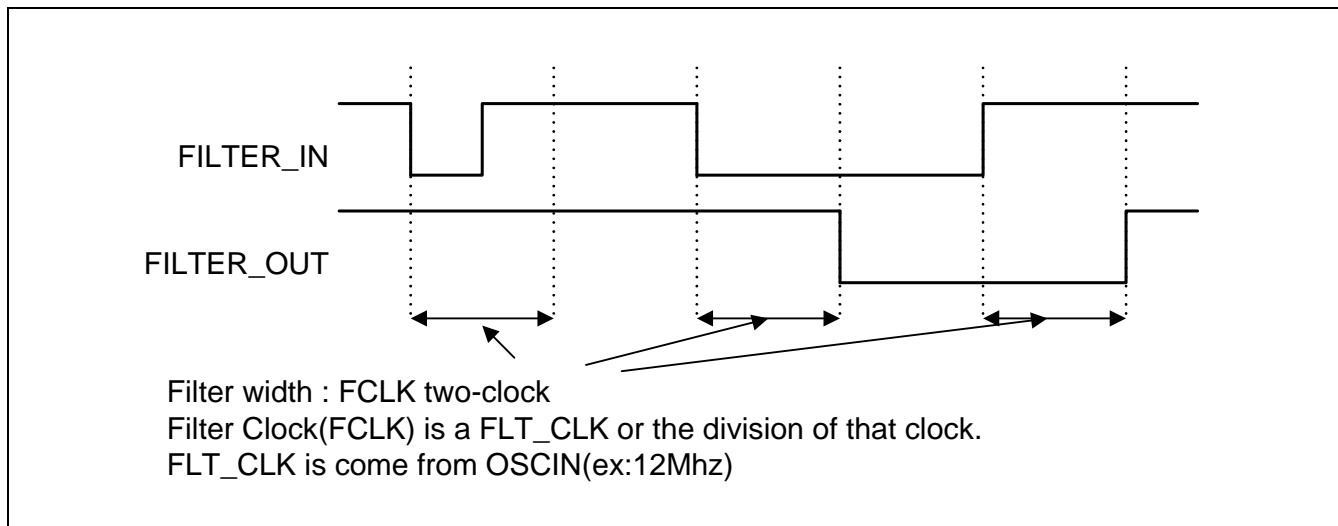 FILTER_IN
FILTER_OUT
Filter width : FCLK two-clock
Filter Clock(FCLK) is a FLT_CLK or the division of that clock.
FLT_CLK is come from OSCIN(ex:12Mhz)